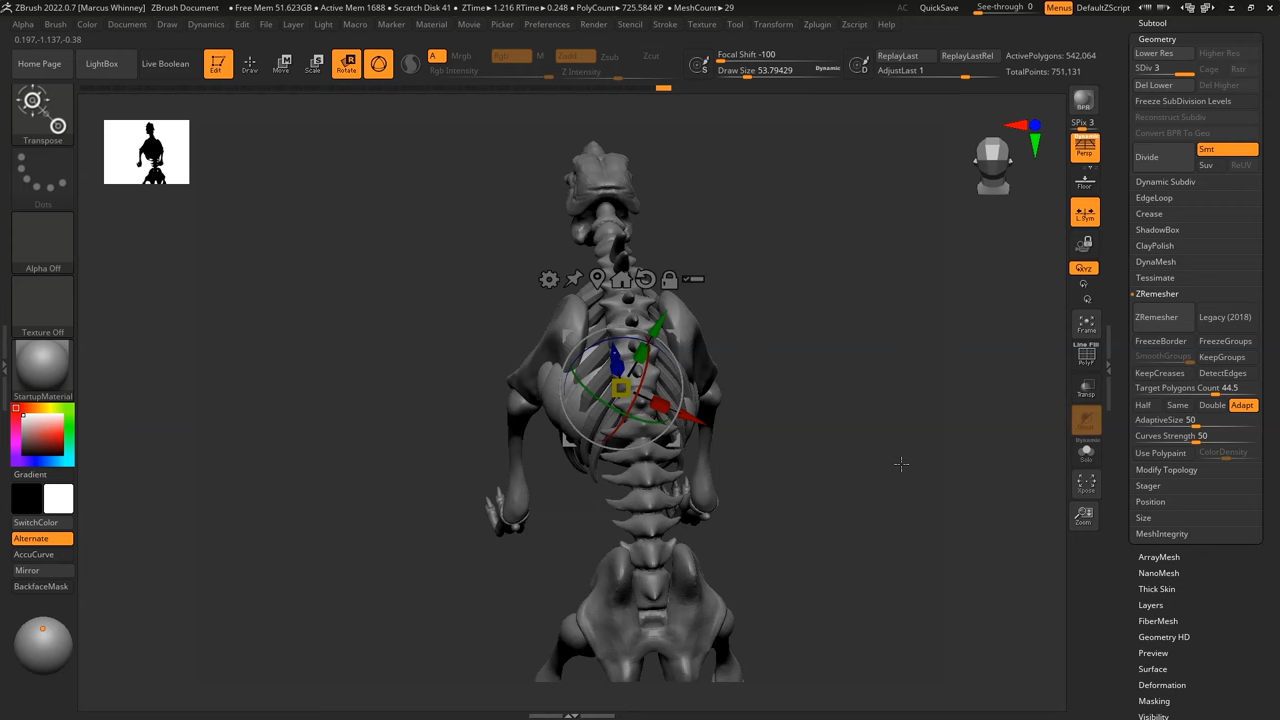 ZBrush 2022.0.7 [Marcus Whinney] ZBrush Document • Free Mem 51.623GB • Active Mem 1688 • Scratch Disk 41 • ZTime▸1.216 RTime▸0.248 • PolyCount▸725.584 KP • MeshCount▸29
AC QuickSave See-through 0 Menus DefaultZScript
Alpha Brush Color Document Draw Dynamics Edit File Layer Light Macro Marker Material Movie Picker Preferences Render Stencil Stroke Texture Tool Transform Zplugin Zscript Help
0.197,-1.137,-0.38
Home Page LightBox Live Boolean Edit Draw Move Scale Rotate
A Mrgb Rgb M Zadd Zsub Zcut
Rgb Intensity Z Intensity
Focal Shift -100
Draw Size 53.79429 Dynamic
S D
ReplayLast ReplayLastRel
AdjustLast 1
ActivePolygons: 542,064
TotalPoints: 751,131
Transpose
Dots
Alpha Off
Texture Off
StartupMaterial
Gradient
SwitchColor
Alternate
AccuCurve
Mirror
BackfaceMask
BPR
SPix 3
Dynamic
Persp
Floor
L.Sym
XYZ
Frame
Line Fill
PolyF
Transp
Dynamic
Solo
Xpose
Zoom
Subtool
Geometry
Lower Res Higher Res
SDiv 3 Cage Rstr
Del Lower Del Higher
Freeze SubDivision Levels
Reconstruct Subdiv
Convert BPR To Geo
Divide Smt
Suv ReUV
Dynamic Subdiv
EdgeLoop
Crease
ShadowBox
ClayPolish
DynaMesh
Tessimate
ZRemesher
ZRemesher Legacy (2018)
FreezeBorder FreezeGroups
SmoothGroups KeepGroups
KeepCreases DetectEdges
Target Polygons Count 44.5
Half Same Double Adapt
AdaptiveSize 50
Curves Strength 50
Use Polypaint ColorDensity
Modify Topology
Stager
Position
Size
MeshIntegrity
ArrayMesh
NanoMesh
Thick Skin
Layers
FiberMesh
Geometry HD
Preview
Surface
Deformation
Masking
Visibility